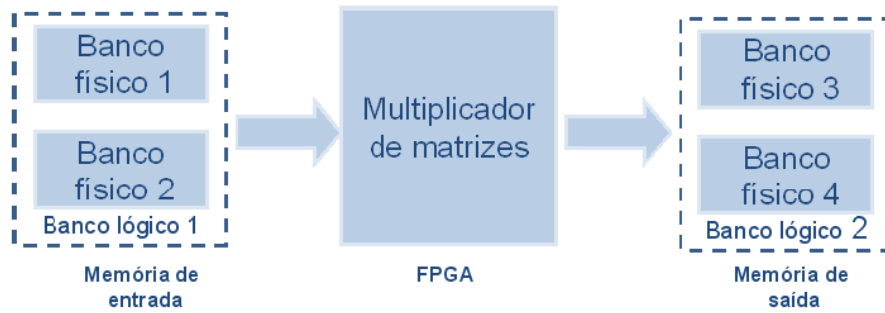 Banco
físico 1
Banco
físico 2
Banco lógico 1
Memória de
entrada
Multiplicador
de matrizes
FPGA
Banco
físico 3
Banco
físico 4
Banco lógico 2
Memória de
saída